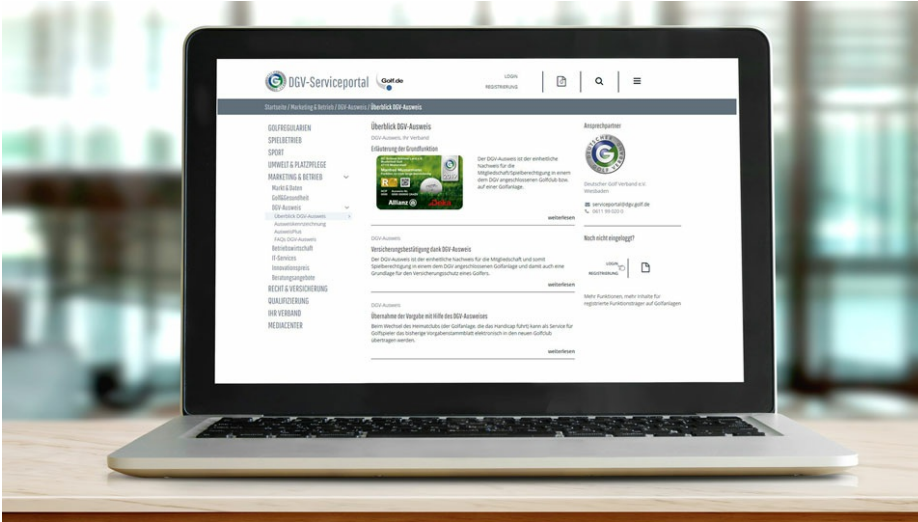 DGV-Serviceportal
Golf.de
LOGIN
REGISTRIERUNG
Startseite / Marketing & Betrieb / DGV-Ausweis / Überblick DGV-Ausweis
GOLFREGULARIEN
SPIELBETRIEB
SPORT
UMWELT & PLATZPFLEGE
MARKETING & BETRIEB
Markt & Daten
Golf&Gesundheit
DGV-Ausweis
Überblick DGV-Ausweis
Ausweiskennzeichnung
AusweisPlus
FAQs DGV-Ausweis
Betriebswirtschaft
IT-Services
Innovationspreis
Beratungsangebote
RECHT & VERSICHERUNG
QUALIFIZIERUNG
IHR VERBAND
MEDIACENTER
Überblick DGV-Ausweis
DGV-Ausweis, Ihr Verband
Erläuterung der Grundfunktion
Allianz
Der DGV-Ausweis ist der einheitliche
Nachweis für die
Mitgliedschaft/Spielberechtigung in einem
dem DGV angeschlossenen Golfclub bzw.
auf einer Golfanlage.
weiterlesen
DGV-Ausweis
Versicherungsbestätigung dank DGV-Ausweis
Der DGV-Ausweis ist der einheitliche Nachweis für die Mitgliedschaft und somit
Spielberechtigung in einem dem DGV angeschlossenen Golfanlage und damit auch eine
Grundlage für den Versicherungsschutz eines Golfers.
weiterlesen
DGV-Ausweis
Übernahme der Vorgabe mit Hilfe des DGV-Ausweises
Beim Wechsel des Heimatclubs (der Golfanlage, die das Handicap führt) kann als Service für
Golfspieler das bisherige Vorgabenstammblatt elektronisch in den neuen Golfclub
übertragen werden.
weiterlesen
Ansprechpartner
Deutscher Golf Verband e.V.
Wiesbaden
serviceportal@dgv.golf.de
0611 99 020 0
Noch nicht eingeloggt?
LOGIN
REGISTRIERUNG
Mehr Funktionen, mehr Inhalte für
registrierte Funktionsträger auf Golfanlagen